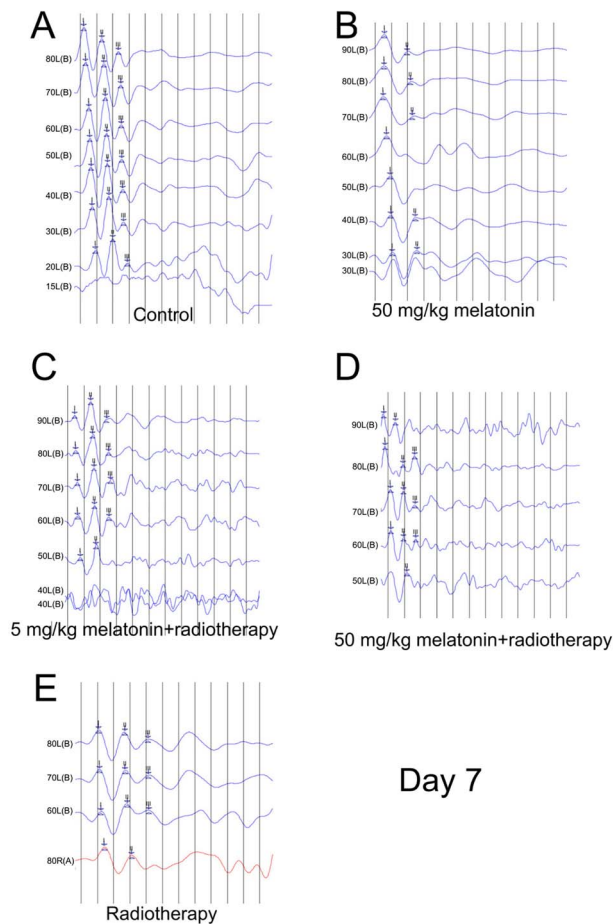 A
80L(B)
70L(B)
60L(B)
50L(B)
40L(B)
30L(B)
20L(B)
15L(B)
Control
B
90L(B)
80L(B)
70L(B)
60L(B)
50L(B)
40L(B)
30L(B)
30L(B)
50 mg/kg melatonin
C
90L(B)
80L(B)
70L(B)
60L(B)
50L(B)
40L(B)
40L(B)
5 mg/kg melatonin+radiotherapy
D
90L(B)
80L(B)
70L(B)
60L(B)
50L(B)
50 mg/kg melatonin+radiotherapy
E
80L(B)
70L(B)
60L(B)
80R(A)
Radiotherapy
Day 7